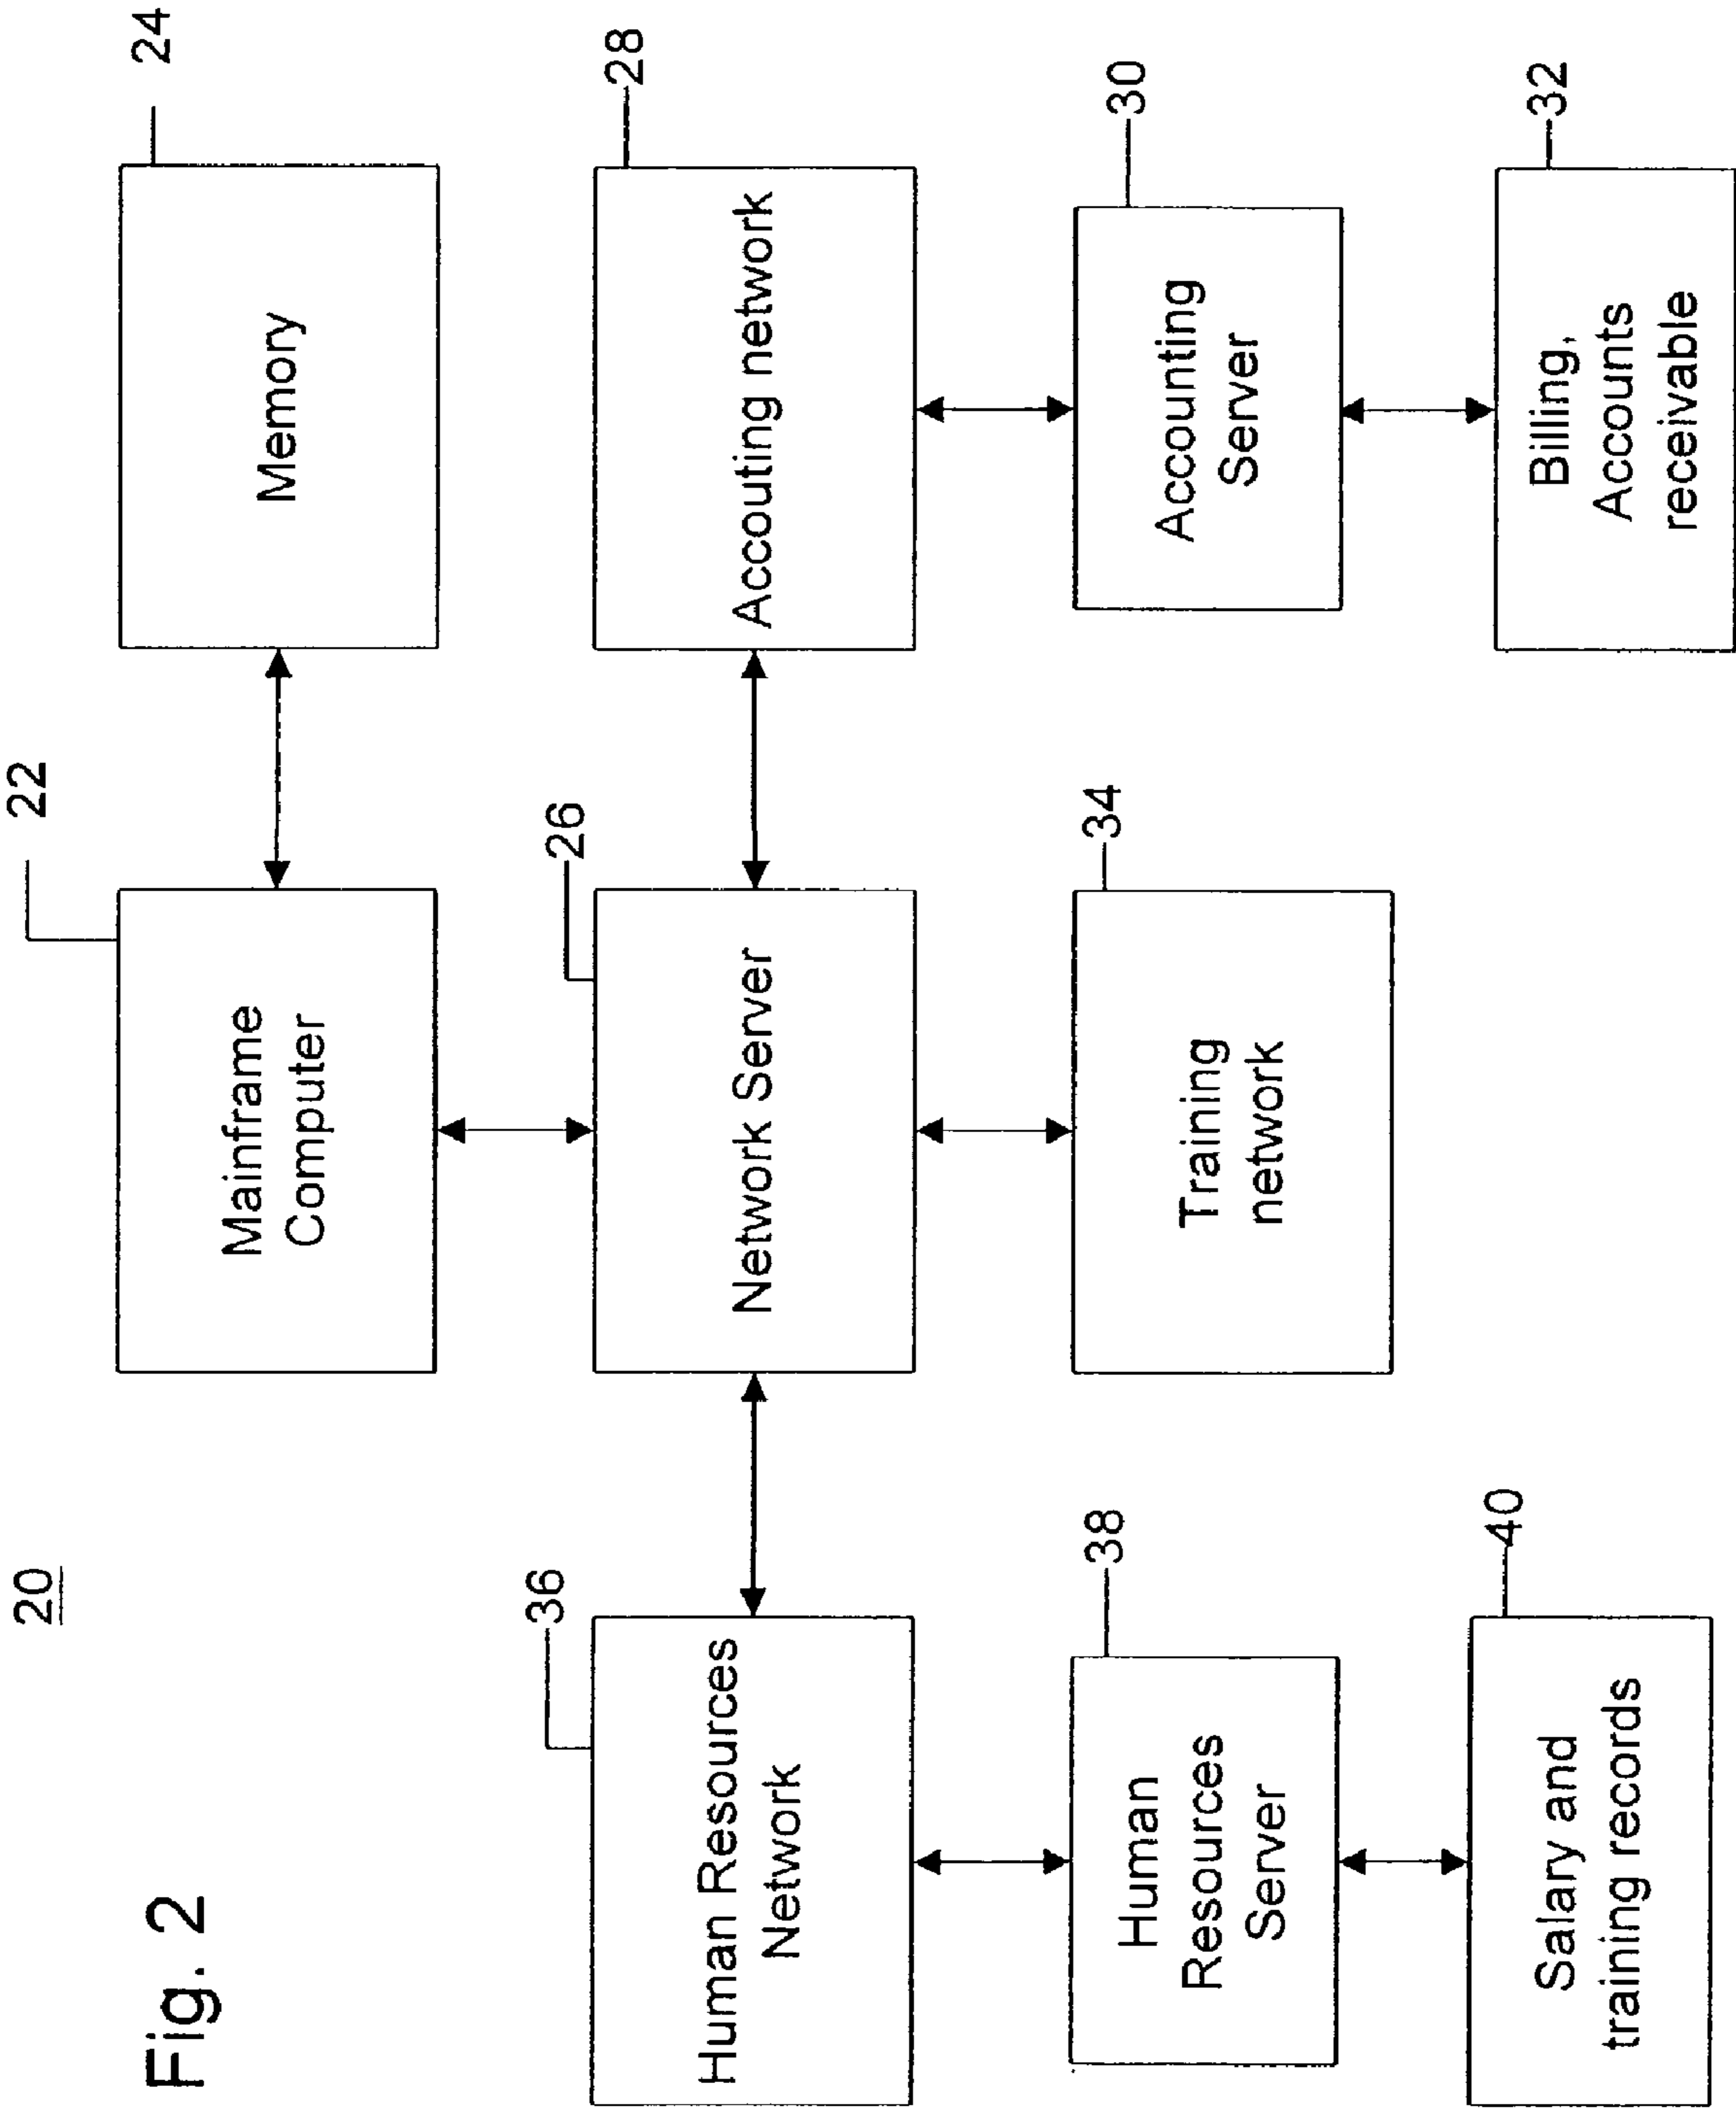 Fig. 2
20
22
24
Mainframe
Computer
Memory
36
26
28
Human Resources
Network
Network Server
Accouting network
38
34
30
Human
Resources
Server
Training
network
Accounting
Server
40
32
Salary and
training records
Billing,
Accounts
receivable